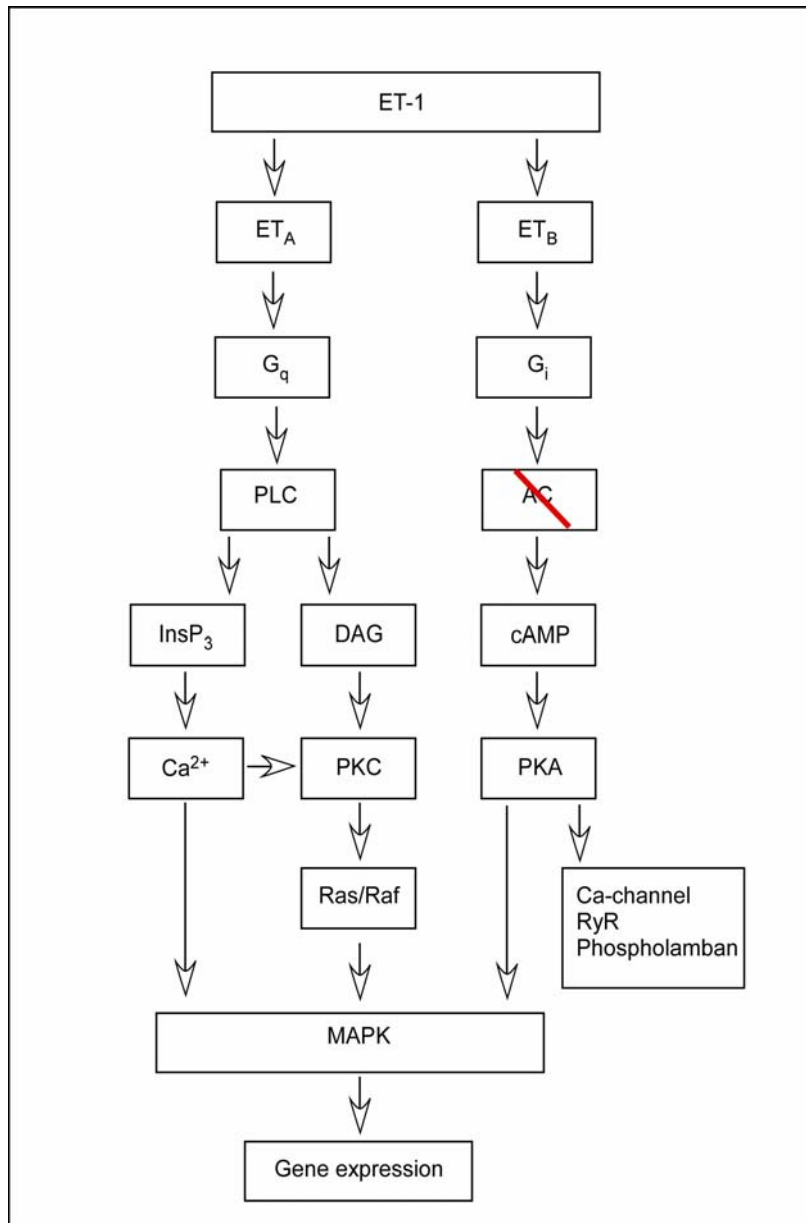 ET-1
ETA
ETB
Gq
Gi
PLC
AC
InsP3
DAG
cAMP
Ca2+
PKC
PKA
Ras/Raf
Ca-channel
RyR
Phospholamban
MAPK
Gene expression